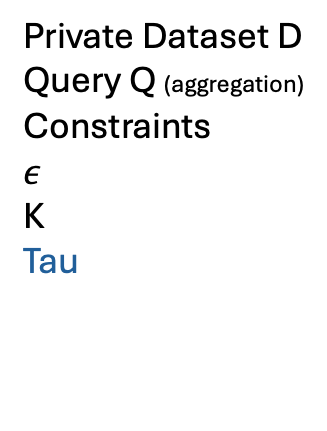 Private Dataset D
Query Q (aggregation)
Constraints
ϵ
K
Tau